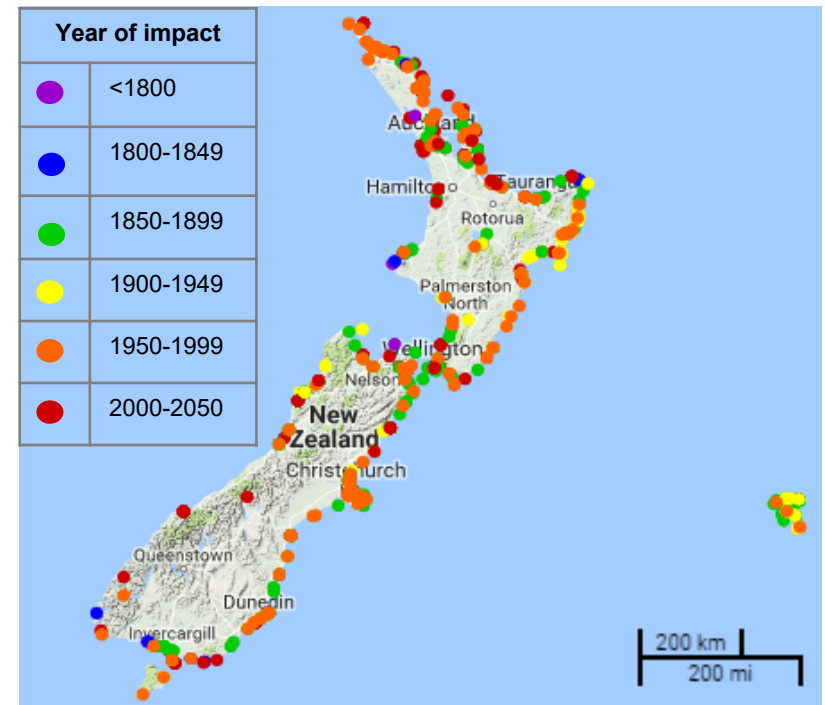 Year of impact
<1800
1800-1849
1850-1899
1900-1949
1950-1999
2000-2050
Auckland
Hamilton
Tauranga
Rotorua
Palmerston
North
Wellington
Nelson
New
Zealand
Christchurch
Queenstown
Dunedin
Invercargill
200 km
200 mi